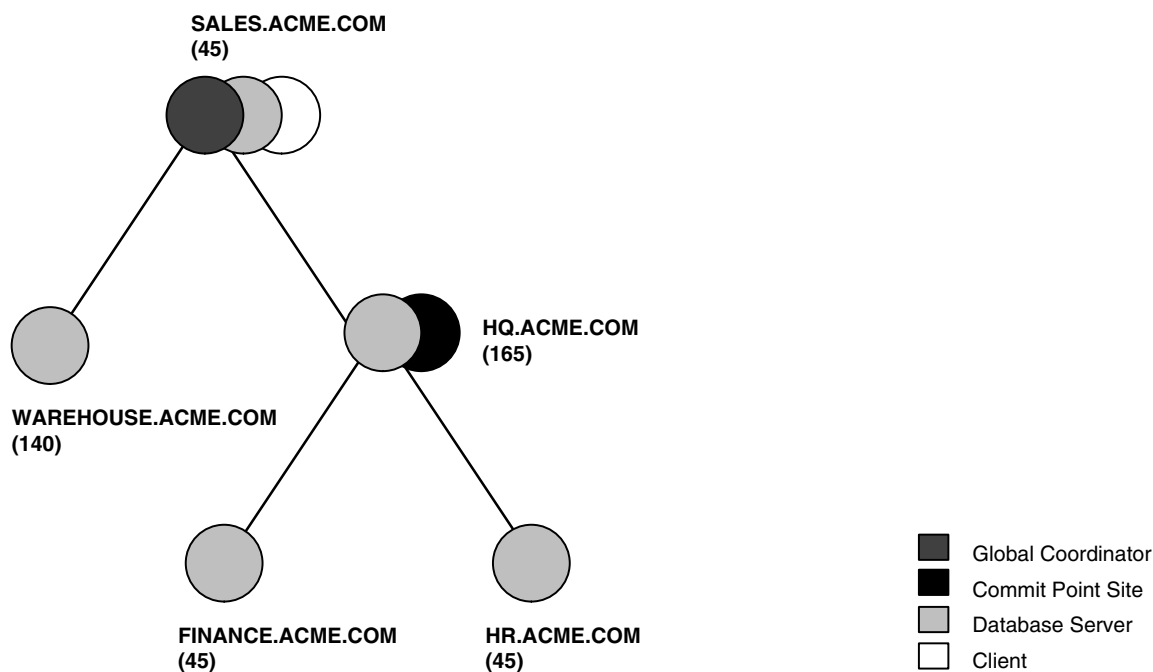 SALES.ACME.COM
(45)
HQ.ACME.COM
(165)
WAREHOUSE.ACME.COM
(140)
FINANCE.ACME.COM
(45)
HR.ACME.COM
(45)
Global Coordinator
Commit Point Site
Database Server
Client